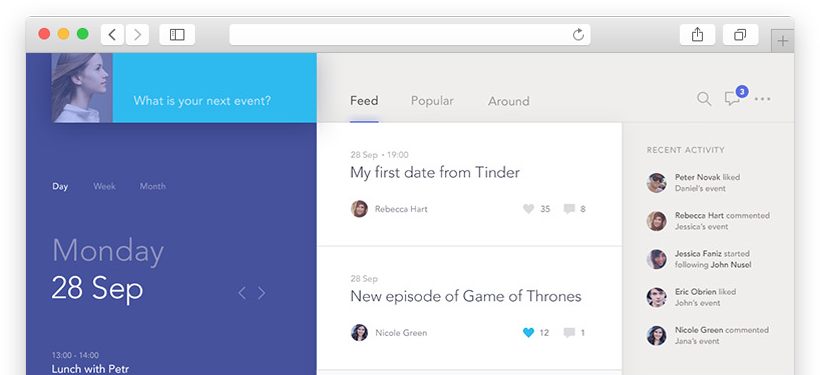 What is your next event?
Day Week Month
Monday
28 Sep
13:00 - 14:00
Lunch with Petr
Feed Popular Around
3
28 Sep • 19:00
My first date from Tinder
Rebecca Hart 35 8
28 Sep
New episode of Game of Thrones
Nicole Green 12 1
RECENT ACTIVITY
Peter Novak liked
Daniel's event
Rebecca Hart commented
Jessica's event
Jessica Faniz started
following John Nusel
Eric Obrien liked
John's event
Nicole Green commented
Jana's event